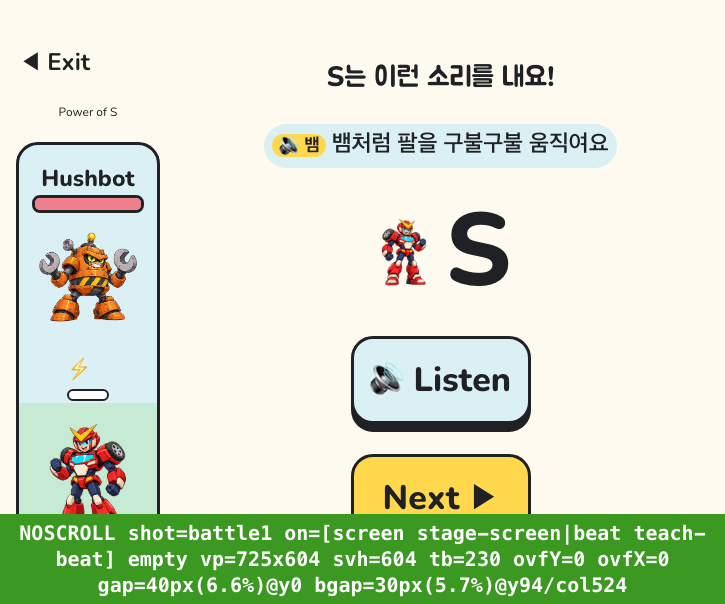 ◀ Exit
Power of S
Hushbot
S는 이런 소리를 내요!
🔊 뱀 뱀처럼 팔을 구불구불 움직여요
S
🔊 Listen
Next ▶
NOSCROLL shot=battle1 on=[screen stage-screen|beat teach-
beat] empty vp=725x604 svh=604 tb=230 ovfY=0 ovfX=0
gap=40px(6.6%)@y0 bgap=30px(5.7%)@y94/col524